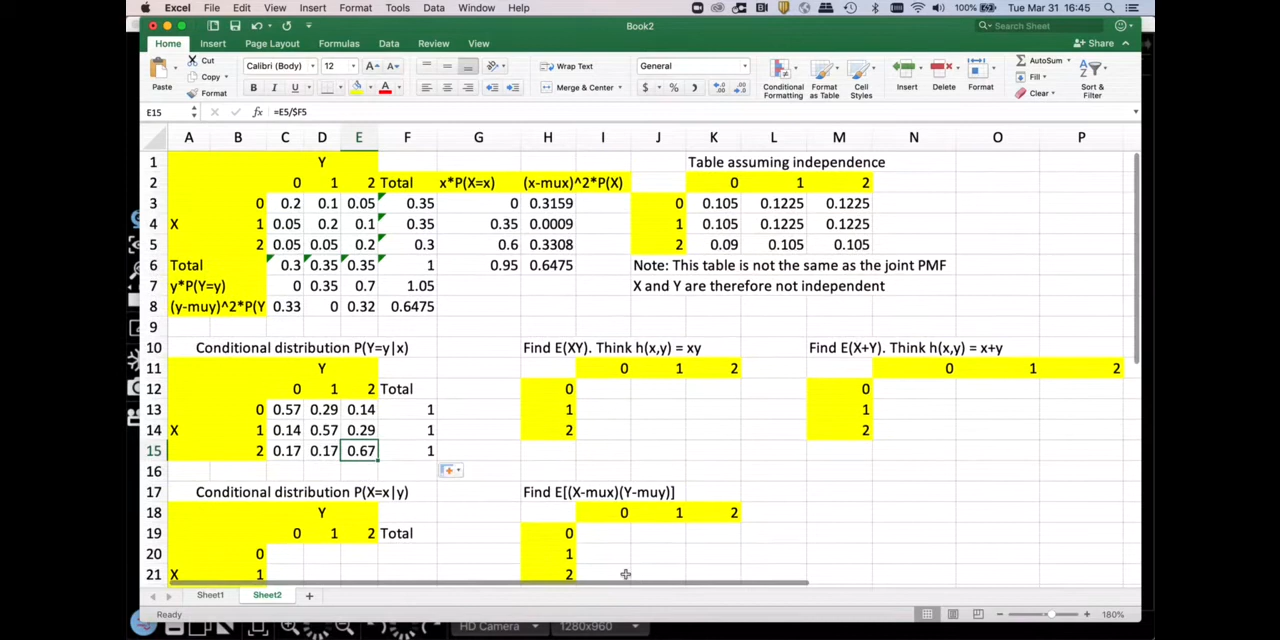 Excel File Edit View Insert Format Tools Data Window Help 100% Tue Mar 31 16:45
Book2 Search Sheet
Home Insert Page Layout Formulas Data Review View Share
Cut Calibri (Body) 12 A A Wrap Text General AutoSum
Copy Fill
Paste Format B I U A Merge & Center $ % Conditional Formatting Format as Table Cell Styles Insert Delete Format Clear Sort & Filter
E15 fx =E5/$F5
A B C D E F G H I J K L M N O P
1 Y Table assuming independence
2 0 1 2 Total x*P(X=x) (x-mux)^2*P(X) 0 1 2
3 0 0.2 0.1 0.05 0.35 0 0.3159 0 0.105 0.1225 0.1225
4 X 1 0.05 0.2 0.1 0.35 0.35 0.0009 1 0.105 0.1225 0.1225
5 2 0.05 0.05 0.2 0.3 0.6 0.3308 2 0.09 0.105 0.105
6 Total 0.3 0.35 0.35 1 0.95 0.6475 Note: This table is not the same as the joint PMF
7 y*P(Y=y) 0 0.35 0.7 1.05 X and Y are therefore not independent
8 (y-muy)^2*P(Y 0.33 0 0.32 0.6475
9
10 Conditional distribution P(Y=y|x) Find E(XY). Think h(x,y) = xy Find E(X+Y). Think h(x,y) = x+y
11 Y 0 1 2 0 1 2
12 0 1 2 Total 0 0
13 0 0.57 0.29 0.14 1 1 1
14 X 1 0.14 0.57 0.29 1 2 2
15 2 0.17 0.17 0.67 1
16
17 Conditional distribution P(X=x|y) Find E[(X-mux)(Y-muy)]
18 Y 0 1 2
19 0 1 2 Total 0
20 0 1
21 X 1 2
Sheet1 Sheet2 +
Ready 180%
HD Camera 1280x960